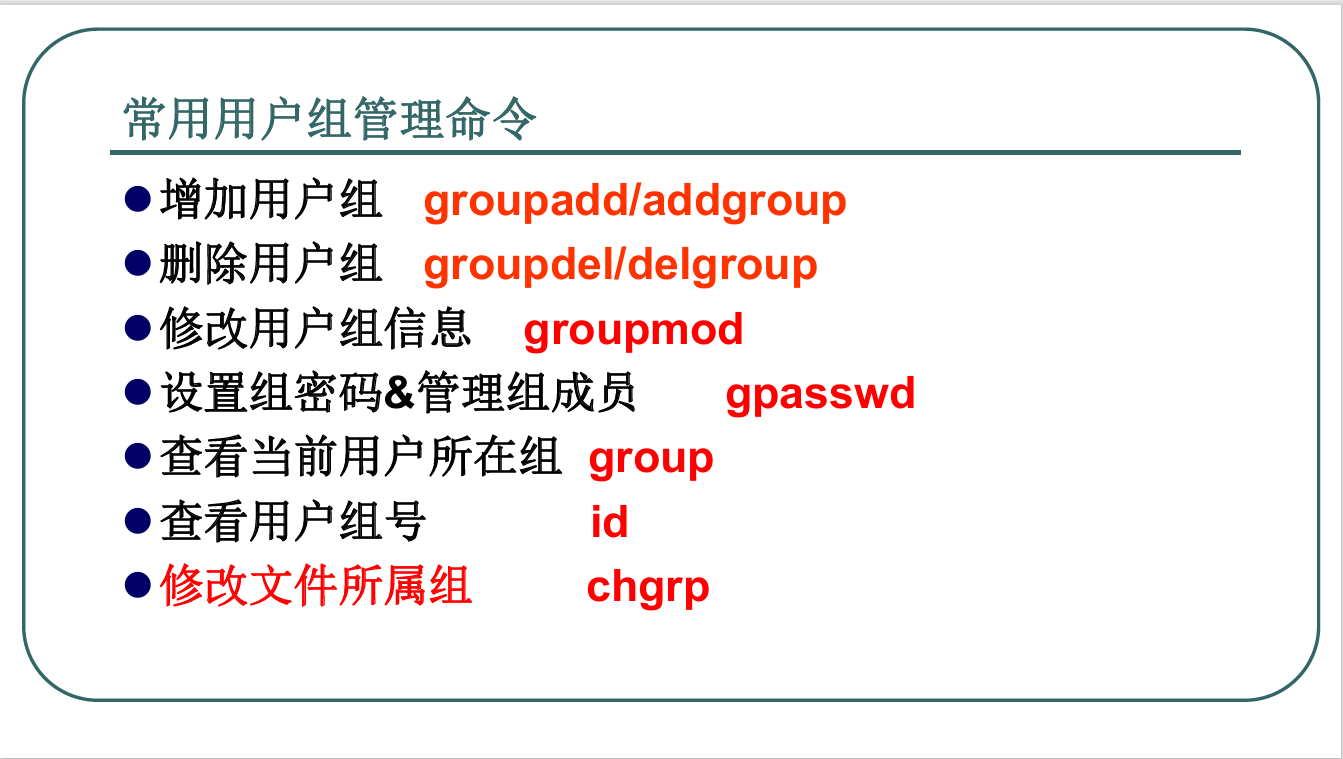 常用用户组管理命令
●增加用户组 groupadd/addgroup
●删除用户组 groupdel/delgroup
●修改用户组信息 groupmod
●设置组密码&管理组成员 gpasswd
●查看当前用户所在组 group
●查看用户组号 id
●修改文件所属组 chgrp